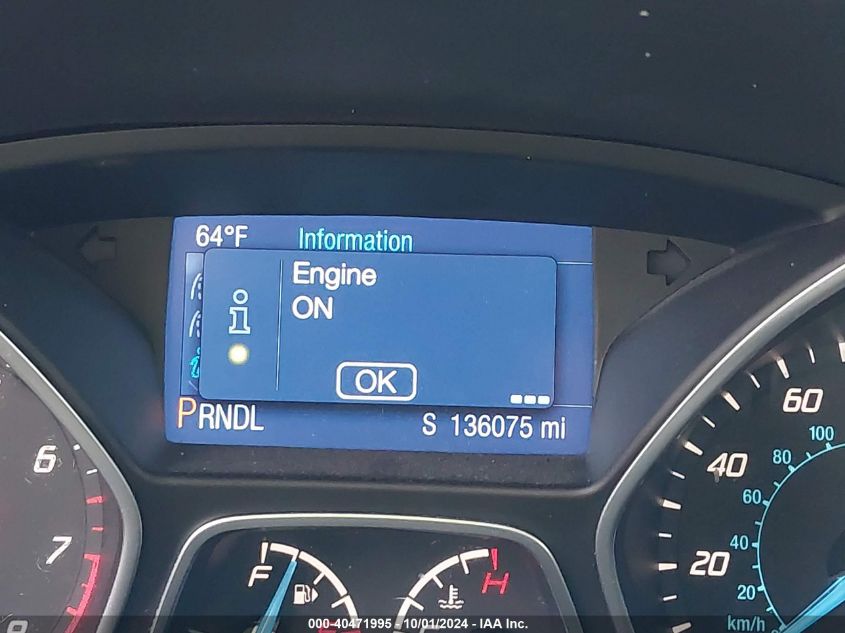 64°F Information
Engine
ON
OK
PRNDL S 136075 mi
6
7
8
F
H
60
40
20
100
80
60
40
20
km/h
000-40471995 - 10/01/2024 - IAA Inc.